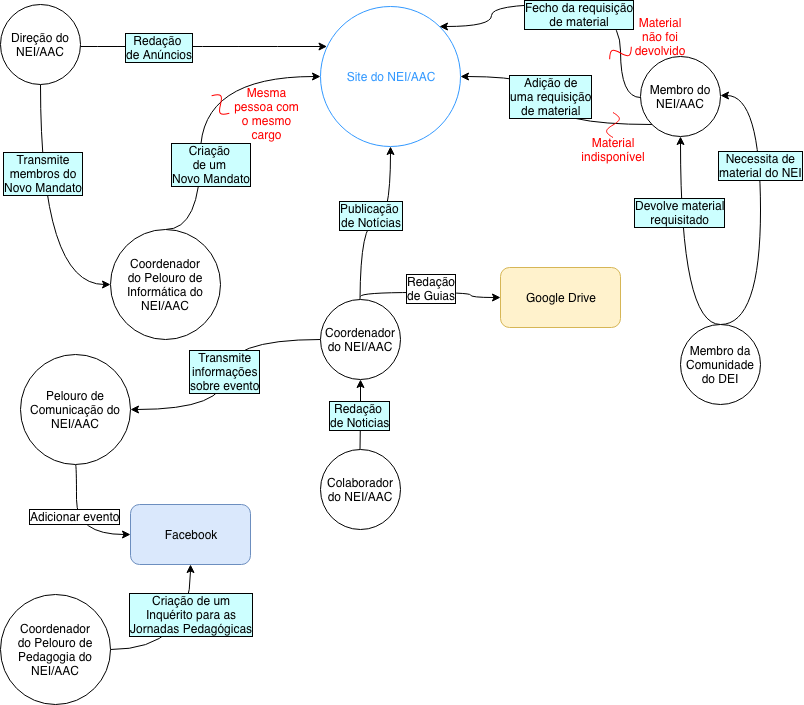 Direção do
NEI/AAC
Redação
de Anúncios
Site do NEI/AAC
Fecho da requisição
de material
Material
não foi
devolvido
Membro do
NEI/AAC
Adição de
uma requisição
de material
Material
indisponível
Mesma
pessoa com
o mesmo
cargo
Criação
de um
Novo Mandato
Transmite
membros do
Novo Mandato
Necessita de
material do NEI
Devolve material
requisitado
Publicação
de Notícias
Coordenador
do Pelouro de
Informática do
NEI/AAC
Redação
de Guias
Google Drive
Coordenador
do NEI/AAC
Membro da
Comunidade
do DEI
Transmite
informações
sobre evento
Pelouro de
Comunicação do
NEI/AAC
Redação
de Noticias
Colaborador
do NEI/AAC
Adicionar evento
Facebook
Criação de um
Inquérito para as
Jornadas Pedagógicas
Coordenador
do Pelouro de
Pedagogia do
NEI/AAC